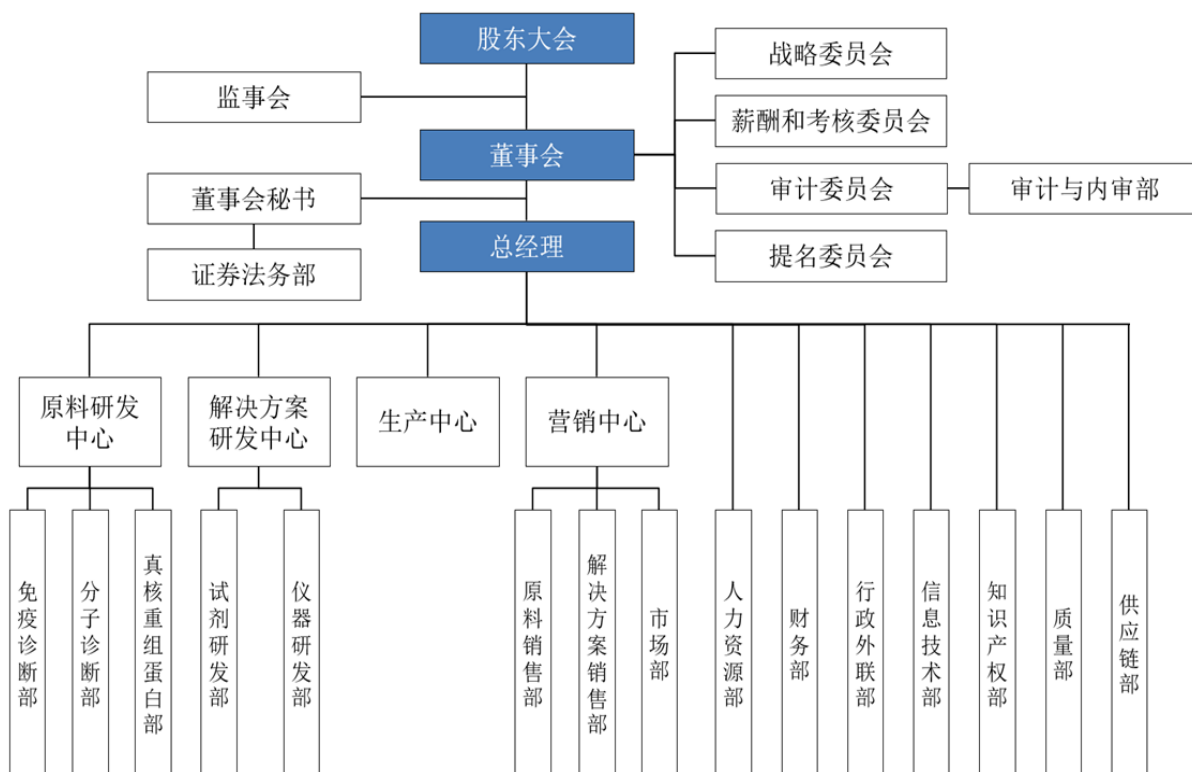 股东大会
战略委员会
监事会
薪酬和考核委员会
董事会
董事会秘书
审计委员会
审计与内审部
总经理
证券法务部
提名委员会
原料研发
中心
解决方案
研发中心
生产中心
营销中心
免疫诊断部
分子诊断部
真核重组蛋白部
试剂研发部
仪器研发部
原料销售部
解决方案销售部
市场部
人力资源部
财务部
行政外联部
信息技术部
知识产权部
质量部
供应链部